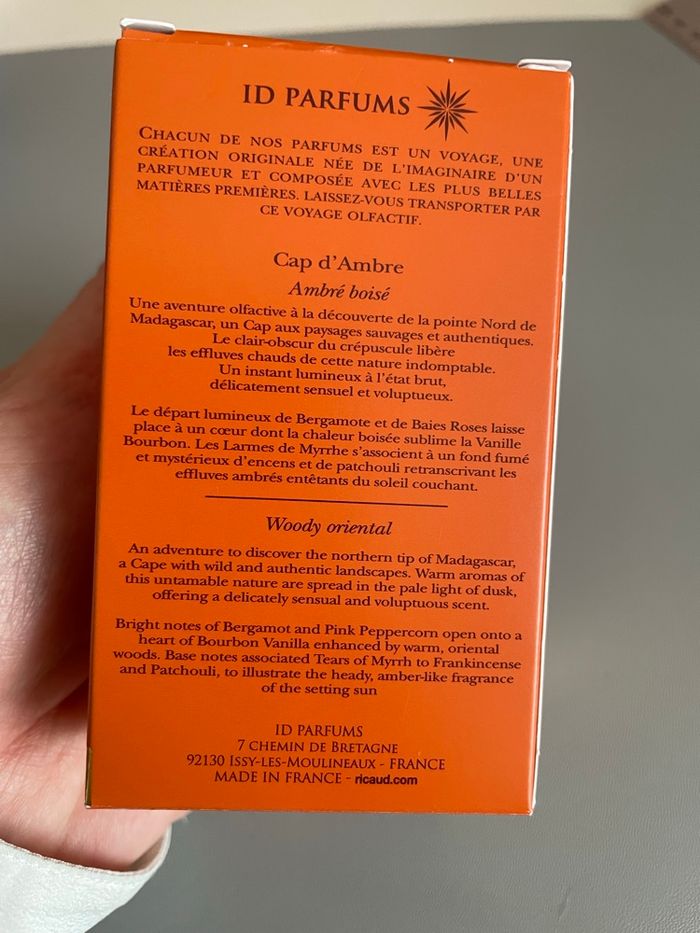 ID PARFUMS
CHACUN DE NOS PARFUMS EST UN VOYAGE, UNE
CRÉATION ORIGINALE NÉE DE L'IMAGINAIRE D'UN
PARFUMEUR ET COMPOSÉE AVEC LES PLUS BELLES
MATIÈRES PREMIÈRES. LAISSEZ-VOUS TRANSPORTER PAR
CE VOYAGE OLFACTIF.
Cap d'Ambre
Ambré boisé
Une aventure olfactive à la découverte de la pointe Nord de
Madagascar, un Cap aux paysages sauvages et authentiques.
Le clair-obscur du crépuscule libère
les effluves chauds de cette nature indomptable.
Un instant lumineux à l'état brut,
délicatement sensuel et voluptueux.
Le départ lumineux de Bergamote et de Baies Roses laisse
place à un cœur dont la chaleur boisée sublime la Vanille
Bourbon. Les Larmes de Myrrhe s'associent à un fond fumé
et mystérieux d'encens et de patchouli retranscrivant les
effluves ambrés entêtants du soleil couchant.
Woody oriental
An adventure to discover the northern tip of Madagascar,
a Cape with wild and authentic landscapes. Warm aromas of
this untamable nature are spread in the pale light of dusk,
offering a delicately sensual and voluptuous scent.
Bright notes of Bergamot and Pink Peppercorn open onto a
heart of Bourbon Vanilla enhanced by warm, oriental
woods. Base notes associated Tears of Myrrh to Frankincense
and Patchouli, to illustrate the heady, amber-like fragrance
of the setting sun
ID PARFUMS
7 CHEMIN DE BRETAGNE
92130 ISSY-LES-MOULINEAUX - FRANCE
MADE IN FRANCE - ricaud.com